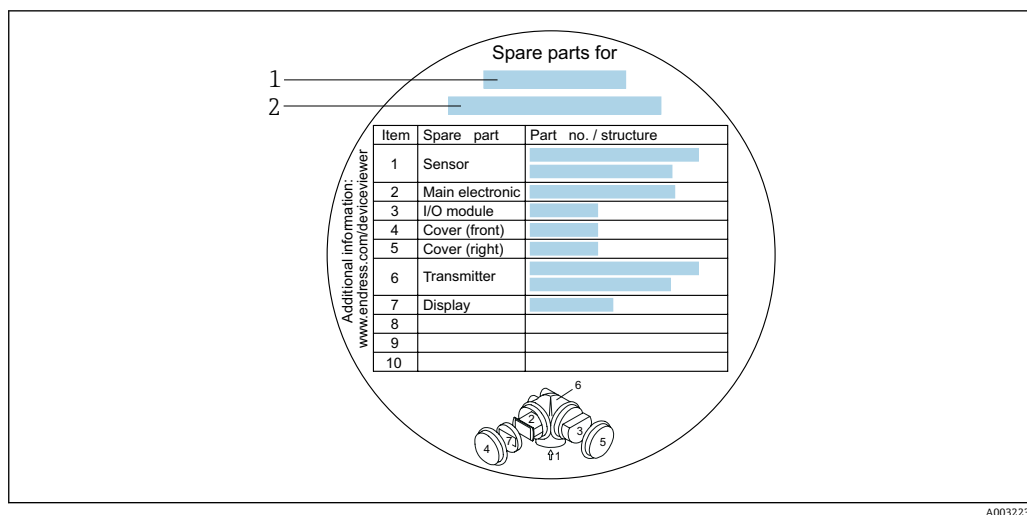 Spare parts for
1
2
Additional information:
www.endress.com/deviceviewer
Item Spare part Part no. / structure
1 Sensor
2 Main electronic
3 I/O module
4 Cover (front)
5 Cover (right)
6 Transmitter
7 Display
8
9
10
6
2
7
3
4
5
1
A003223